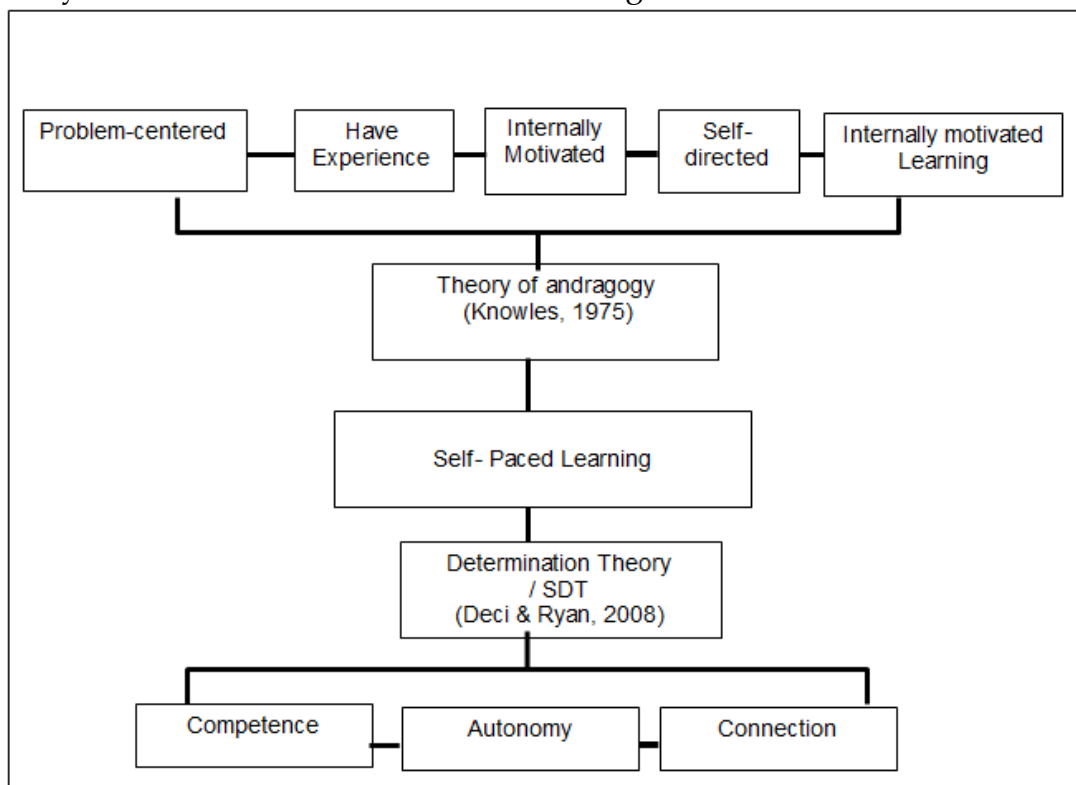 Problem-centered
Have
Experience
Internally
Motivated
Self-
directed
Internally motivated
Learning
Theory of andragogy
(Knowles, 1975)
Self- Paced Learning
Determination Theory
/ SDT
(Deci & Ryan, 2008)
Competence
Autonomy
Connection